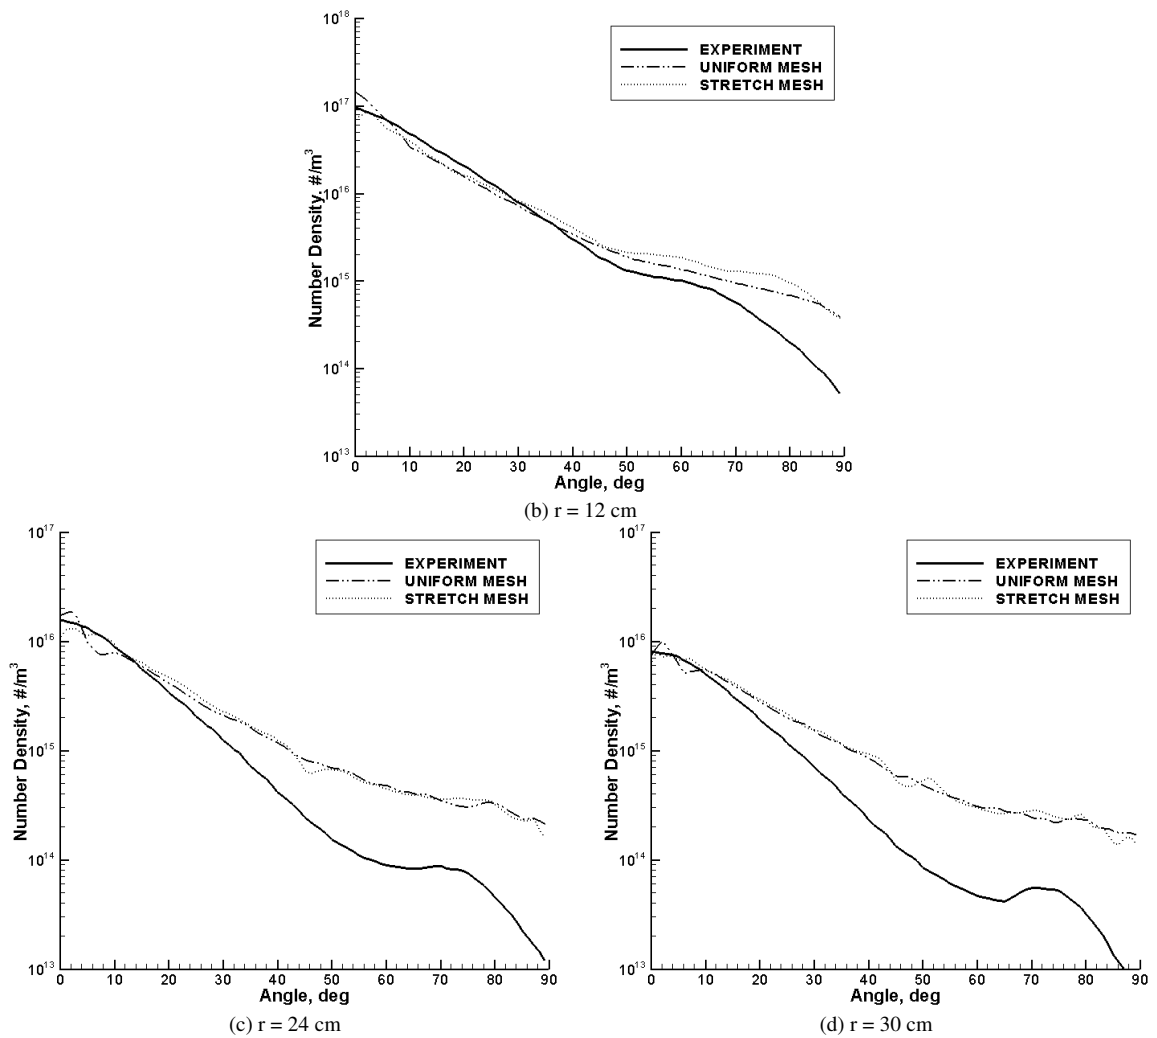 10^18
10^17
10^16
10^15
10^14
10^13
Number Density, #/m^3
EXPERIMENT
UNIFORM MESH
STRETCH MESH
0 10 20 30 40 50 60 70 80 90
Angle, deg
(b) r = 12 cm
10^17
10^16
10^15
10^14
10^13
Number Density, #/m^3
EXPERIMENT
UNIFORM MESH
STRETCH MESH
0 10 20 30 40 50 60 70 80 90
Angle, deg
(c) r = 24 cm
10^17
10^16
10^15
10^14
10^13
Number Density, #/m^3
EXPERIMENT
UNIFORM MESH
STRETCH MESH
0 10 20 30 40 50 60 70 80 90
Angle, deg
(d) r = 30 cm